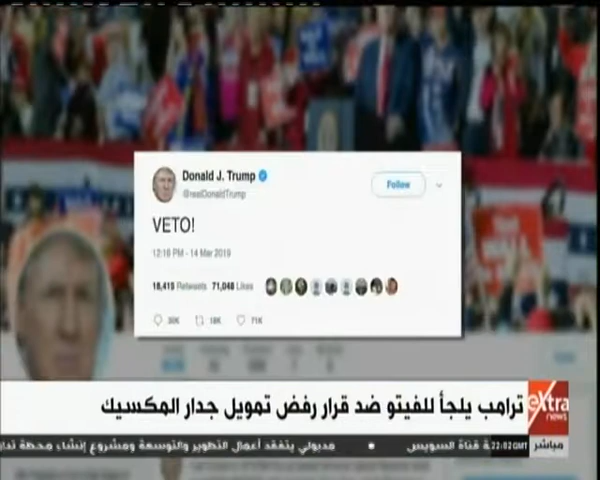 Donald J. Trump
@realDonaldTrump
Follow
VETO!
12:16 PM - 14 Mar 2019
18,415 Retweets 71,048 Likes
30K 18K 71K
ترامب يلجأ للفيتو ضد قرار رفض تمويل جدار المكسيك
eXtra
news
مباشر
22:02 GMT
قناة السويس
مدبولي يتفقد أعمال التطوير والتوسعة ومشروع إنشاء محطة